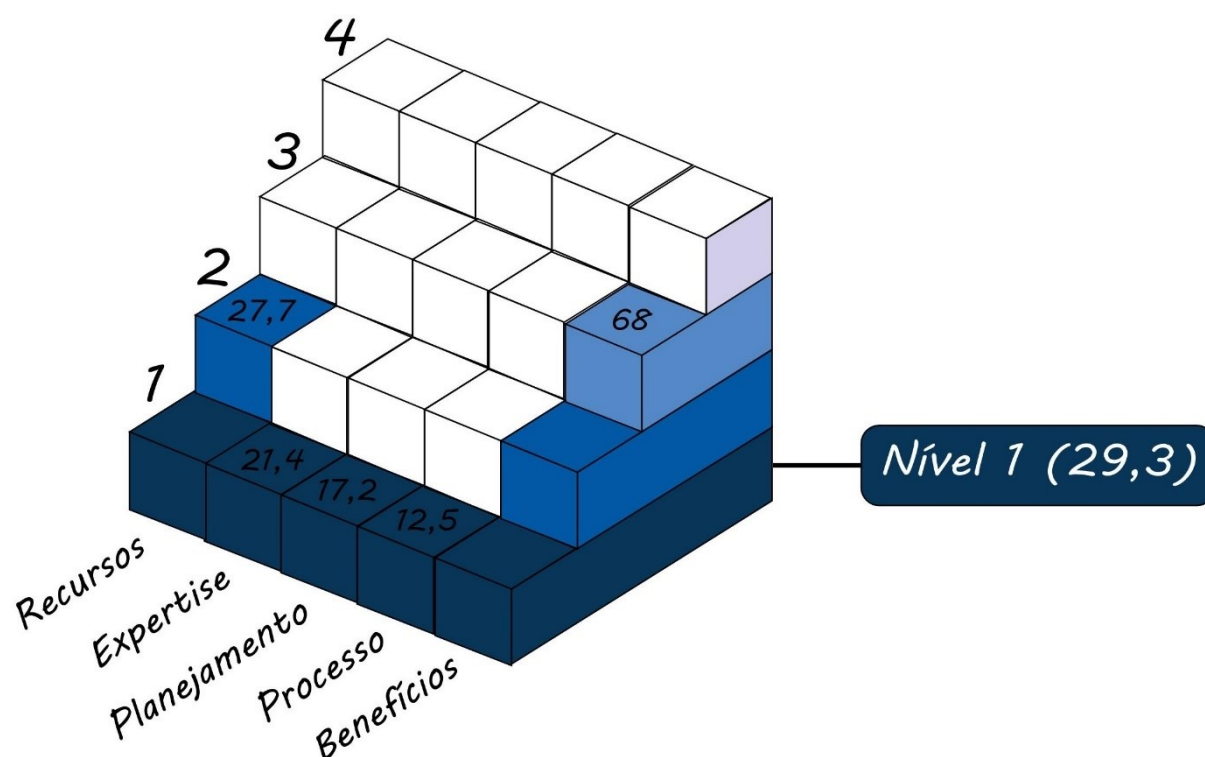 4
3
2
27,7
68
1
21,4
17,2
12,5
Nível 1 (29,3)
Recursos
Expertise
Planejamento
Processo
Benefícios